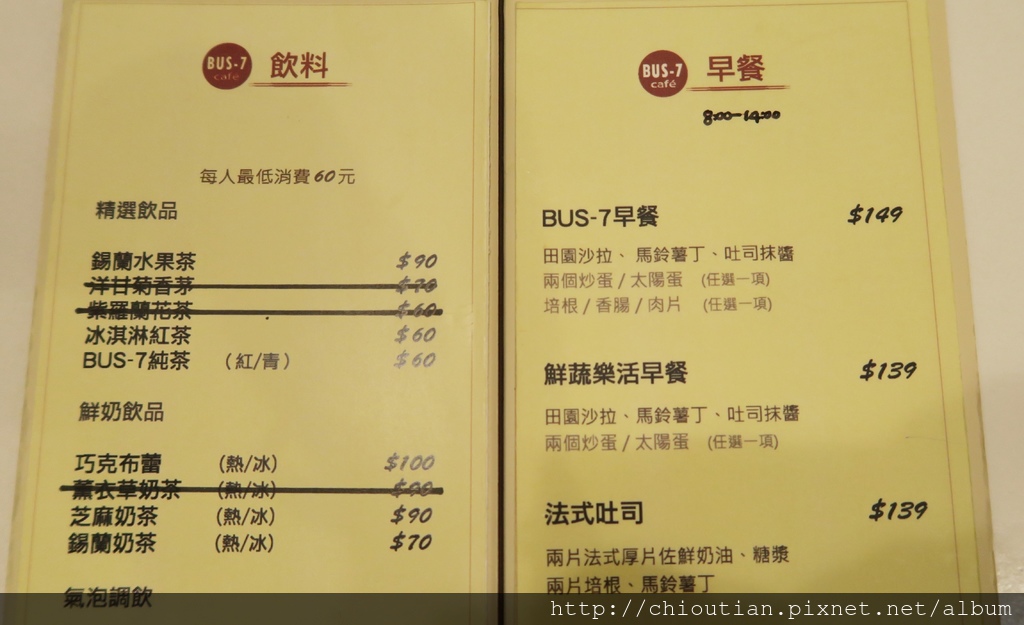 BUS-7 café 飲料
每人最低消費60元
精選飲品
錫蘭水果茶 $90
洋甘菊香茅 $70
紫羅蘭花茶 $60
冰淇淋紅茶 $60
BUS-7純茶 (紅/青) $60
鮮奶飲品
巧克布蕾 (熱/冰) $100
薰衣草奶茶 (熱/冰) $90
芝麻奶茶 (熱/冰) $90
錫蘭奶茶 (熱/冰) $70
氣泡調飲
BUS-7 café 早餐
8:00-14:00
BUS-7早餐 $149
田園沙拉、馬鈴薯丁、吐司抹醬
兩個炒蛋/太陽蛋 (任選一項)
培根/香腸/肉片 (任選一項)
鮮蔬樂活早餐 $139
田園沙拉、馬鈴薯丁、吐司抹醬
兩個炒蛋/太陽蛋 (任選一項)
法式吐司 $139
兩片法式厚片佐鮮奶油、糖漿
兩片培根、馬鈴薯丁
http://chioutian.pixnet.net/album